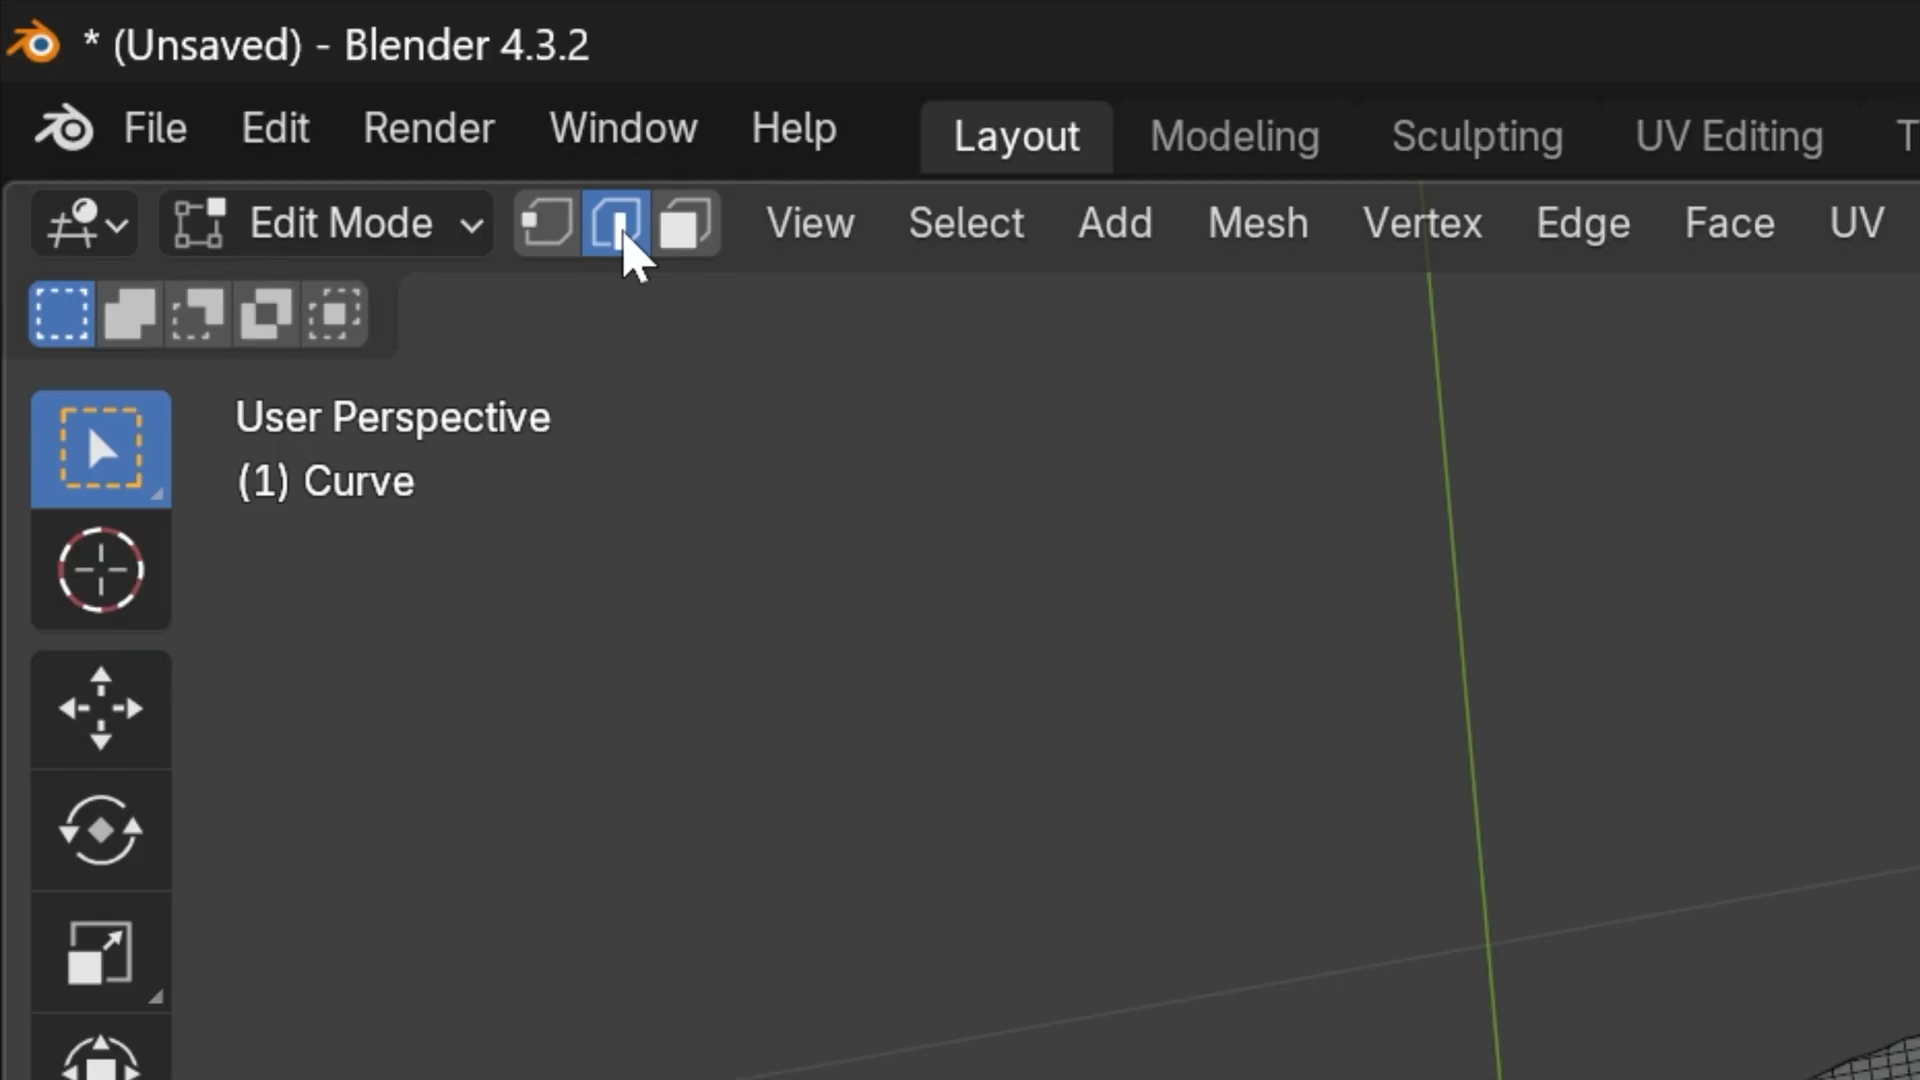 * (Unsaved) - Blender 4.3.2
File Edit Render Window Help Layout Modeling Sculpting UV Editing T
Edit Mode View Select Add Mesh Vertex Edge Face UV
User Perspective
(1) Curve